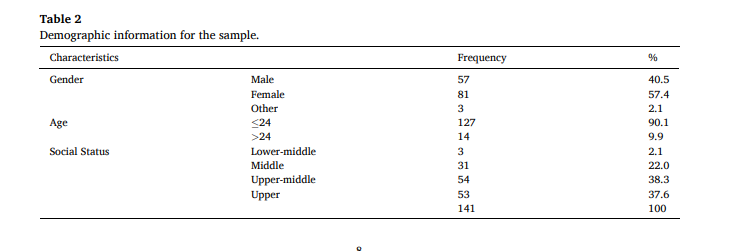 Table 2
Demographic information for the sample.
Characteristics Frequency %
Gender Male 57 40.5
Female 81 57.4
Other 3 2.1
Age ≤24 127 90.1
>24 14 9.9
Social Status Lower-middle 3 2.1
Middle 31 22.0
Upper-middle 54 38.3
Upper 53 37.6
141 100